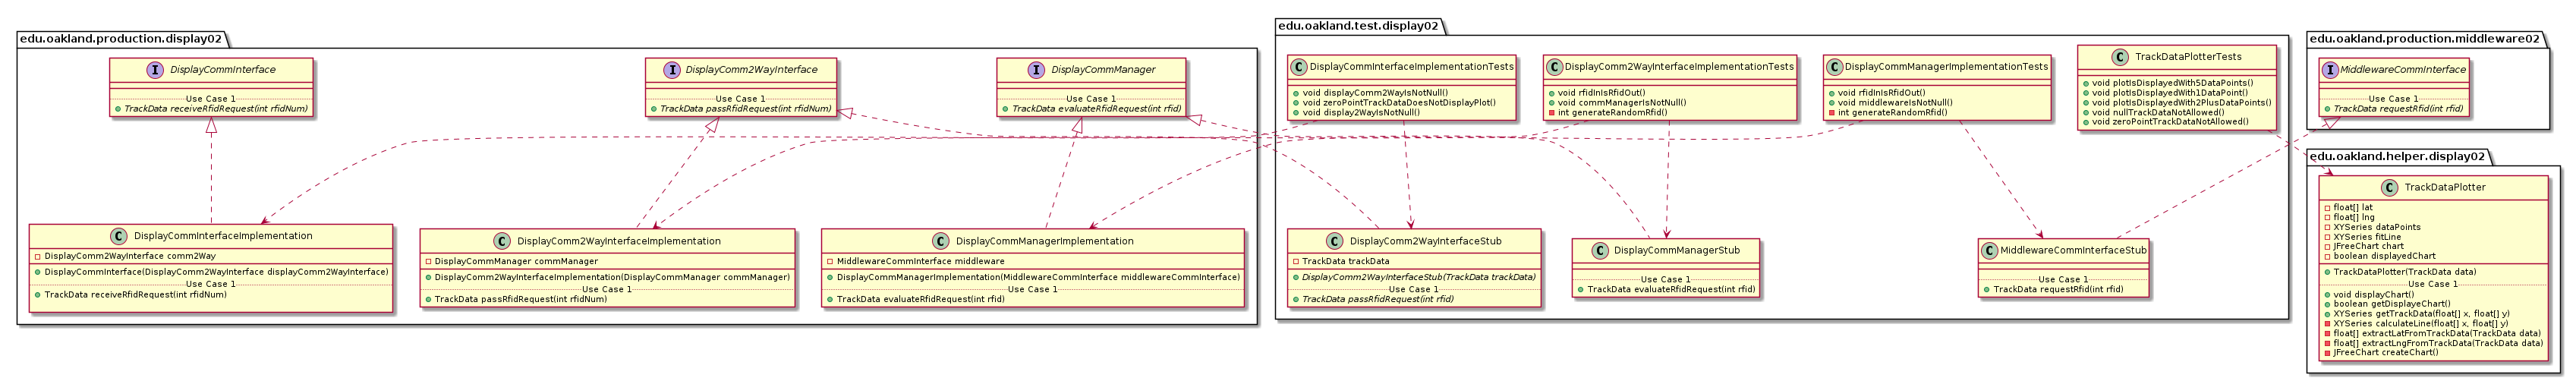 edu.oakland.production.display02
I DisplayCommInterface
Use Case 1
TrackData receiveRfidRequest(int rfidNum)
I DisplayComm2WayInterface
Use Case 1
TrackData passRfidRequest(int rfidNum)
I DisplayCommManager
Use Case 1
TrackData evaluateRfidRequest(int rfid)
C DisplayCommInterfaceImplementation
DisplayComm2WayInterface comm2Way
DisplayCommInterface(DisplayComm2WayInterface displayComm2WayInterface)
Use Case 1
TrackData receiveRfidRequest(int rfidNum)
C DisplayComm2WayInterfaceImplementation
DisplayCommManager commManager
DisplayComm2WayInterfaceImplementation(DisplayCommManager commManager)
Use Case 1
TrackData passRfidRequest(int rfidNum)
C DisplayCommManagerImplementation
MiddlewareCommInterface middleware
DisplayCommManagerImplementation(MiddlewareCommInterface middlewareCommInterface)
Use Case 1
TrackData evaluateRfidRequest(int rfid)
edu.oakland.test.display02
C DisplayCommInterfaceImplementationTests
void displayComm2WayIsNotNull()
void zeroPointTrackDataDoesNotDisplayPlot()
void display2WayIsNotNull()
C DisplayComm2WayInterfaceImplementationTests
void rfidInIsRfidOut()
void commManagerIsNotNull()
int generateRandomRfid()
C DisplayCommManagerImplementationTests
void rfidInIsRfidOut()
void middlewareIsNotNull()
int generateRandomRfid()
C TrackDataPlotterTests
void plotIsDisplayedWith5DataPoints()
void plotIsDisplayedWith1DataPoint()
void plotIsDisplayedWith2PlusDataPoints()
void nullTrackDataNotAllowed()
void zeroPointTrackDataNotAllowed()
C DisplayComm2WayInterfaceStub
TrackData trackData
DisplayComm2WayInterfaceStub(TrackData trackData)
Use Case 1
TrackData passRfidRequest(int rfid)
C DisplayCommManagerStub
Use Case 1
TrackData evaluateRfidRequest(int rfid)
C MiddlewareCommInterfaceStub
Use Case 1
TrackData requestRfid(int rfid)
edu.oakland.production.middleware02
I MiddlewareCommInterface
Use Case 1
TrackData requestRfid(int rfid)
edu.oakland.helper.display02
C TrackDataPlotter
float[] lat
float[] lng
XYSeries dataPoints
XYSeries fitLine
JFreeChart chart
boolean displayedChart
TrackDataPlotter(TrackData data)
Use Case 1
void displayChart()
boolean getDisplayeChart()
XYSeries getTrackData(float[] x, float[] y)
XYSeries calculateLine(float[] x, float[] y)
float[] extractLatFromTrackData(TrackData data)
float[] extractLngFromTrackData(TrackData data)
JFreeChart createChart()